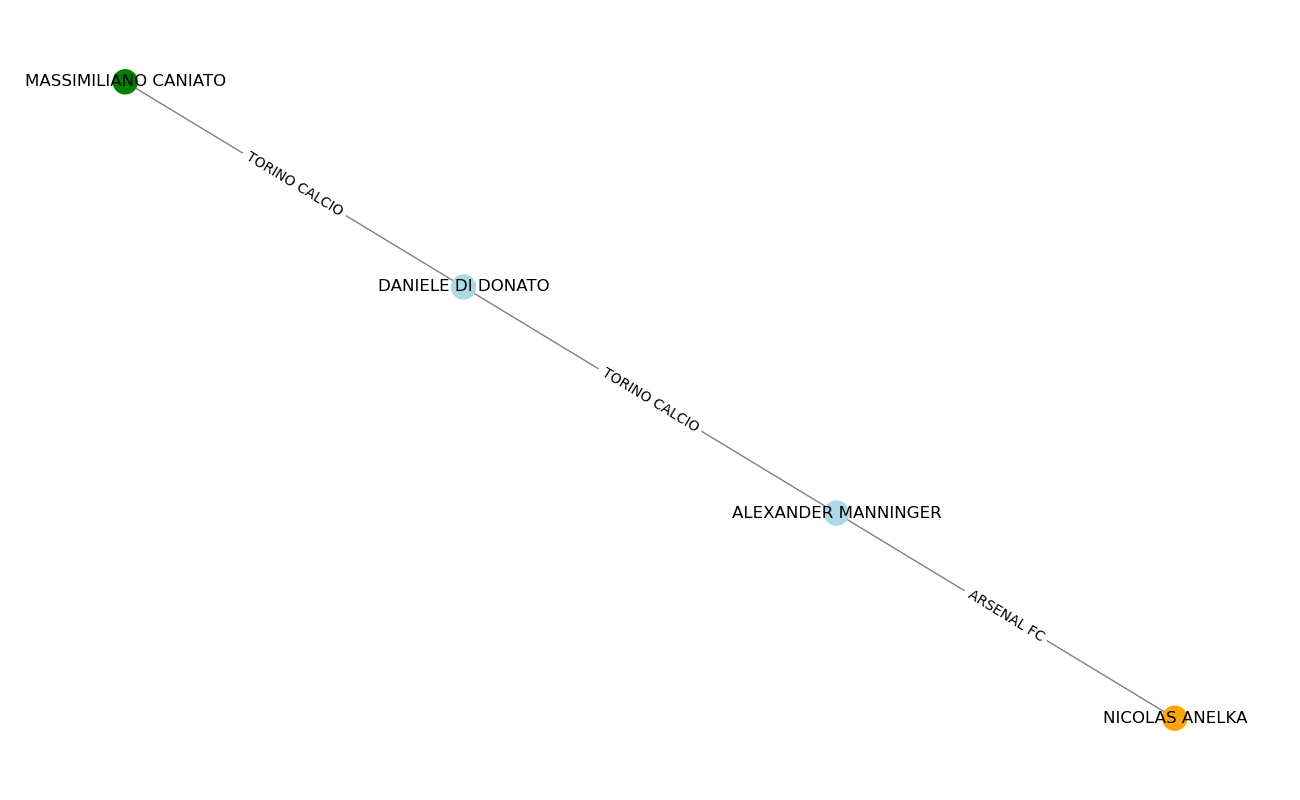 MASSIMILIANO CANIATO
TORINO CALCIO
DANIELE DI DONATO
TORINO CALCIO
ALEXANDER MANNINGER
ARSENAL FC
NICOLAS ANELKA